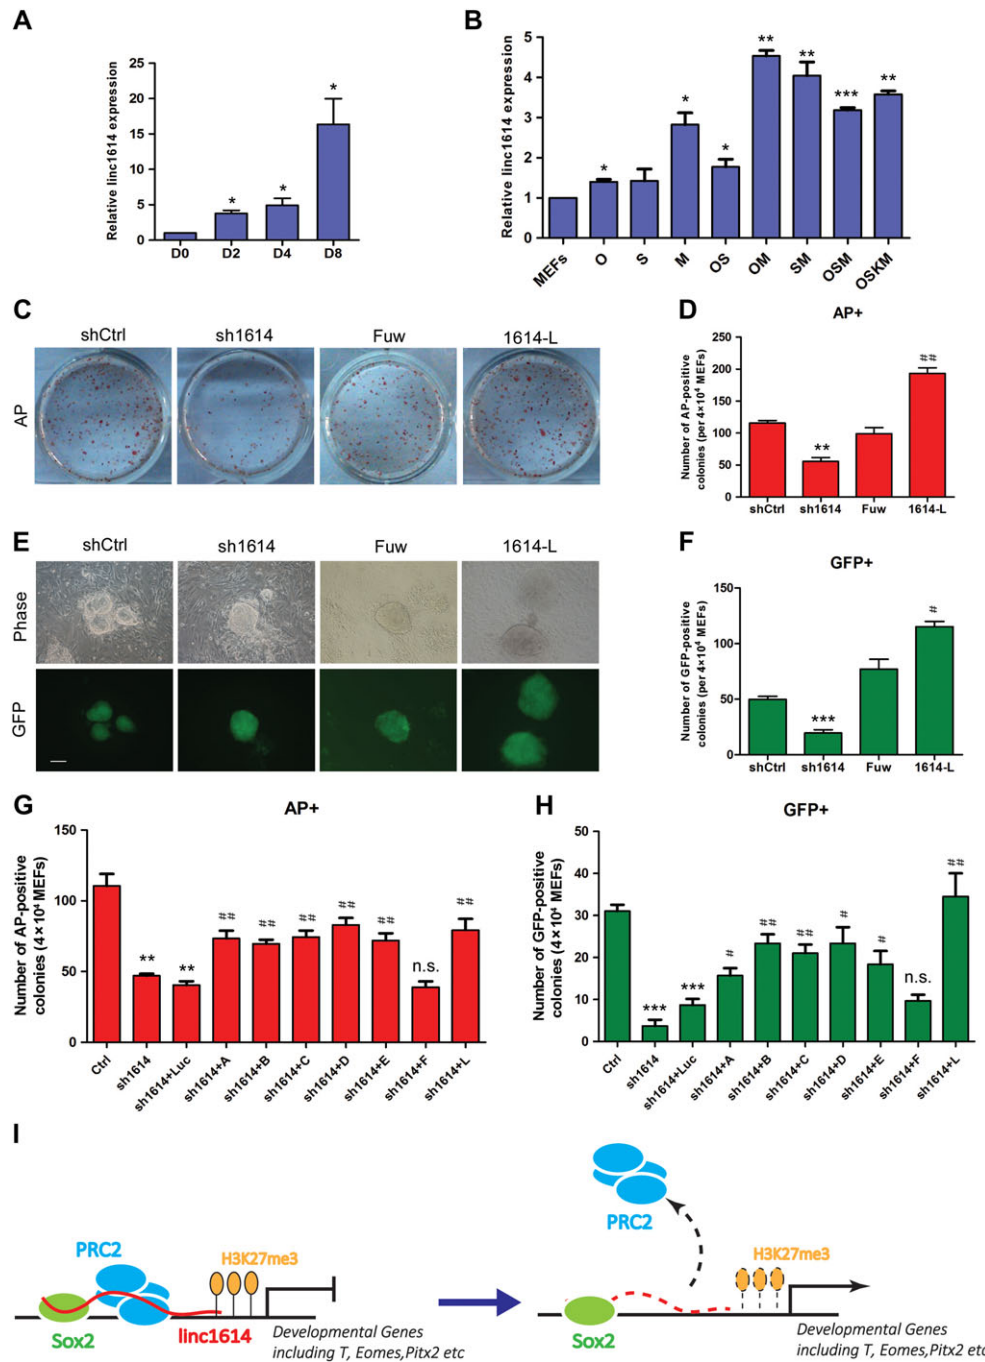 A
Relative linc1614 expression
25
20
15
10
5
0
*
*
*
D0 D2 D4 D8
B
Relative linc1614 expression
5
4
3
2
1
0
*
*
*
**
**
***
**
MEFs O S M OS OM SM OSM OSKM
C
shCtrl sh1614 Fuw 1614-L
AP
D
AP+
Number of AP-positive
colonies (per 4×10⁴ MEFs)
250
200
150
100
50
0
**
##
shCtrl sh1614 Fuw 1614-L
E
shCtrl sh1614 Fuw 1614-L
Phase
GFP
F
GFP+
Number of GFP-positive
colonies (per 4×10⁴ MEFs)
150
100
50
0
***
#
shCtrl sh1614 Fuw 1614-L
G
AP+
Number of AP-positive
colonies (4×10⁴ MEFs)
150
100
50
0
** ** ## ## ## ## ## n.s. ##
Ctrl sh1614 sh1614+Luc sh1614+A sh1614+B sh1614+C sh1614+D sh1614+E sh1614+F sh1614+L
H
GFP+
Number of GFP-positive
colonies (4×10⁴ MEFs)
50
40
30
20
10
0
*** *** # ## ## # # n.s. ##
Ctrl sh1614 sh1614+Luc sh1614+A sh1614+B sh1614+C sh1614+D sh1614+E sh1614+F sh1614+L
I
PRC2
H3K27me3
Sox2
linc1614
Developmental Genes
including T, Eomes,Pitx2 etc
PRC2
H3K27me3
Sox2
Developmental Genes
including T, Eomes,Pitx2 etc